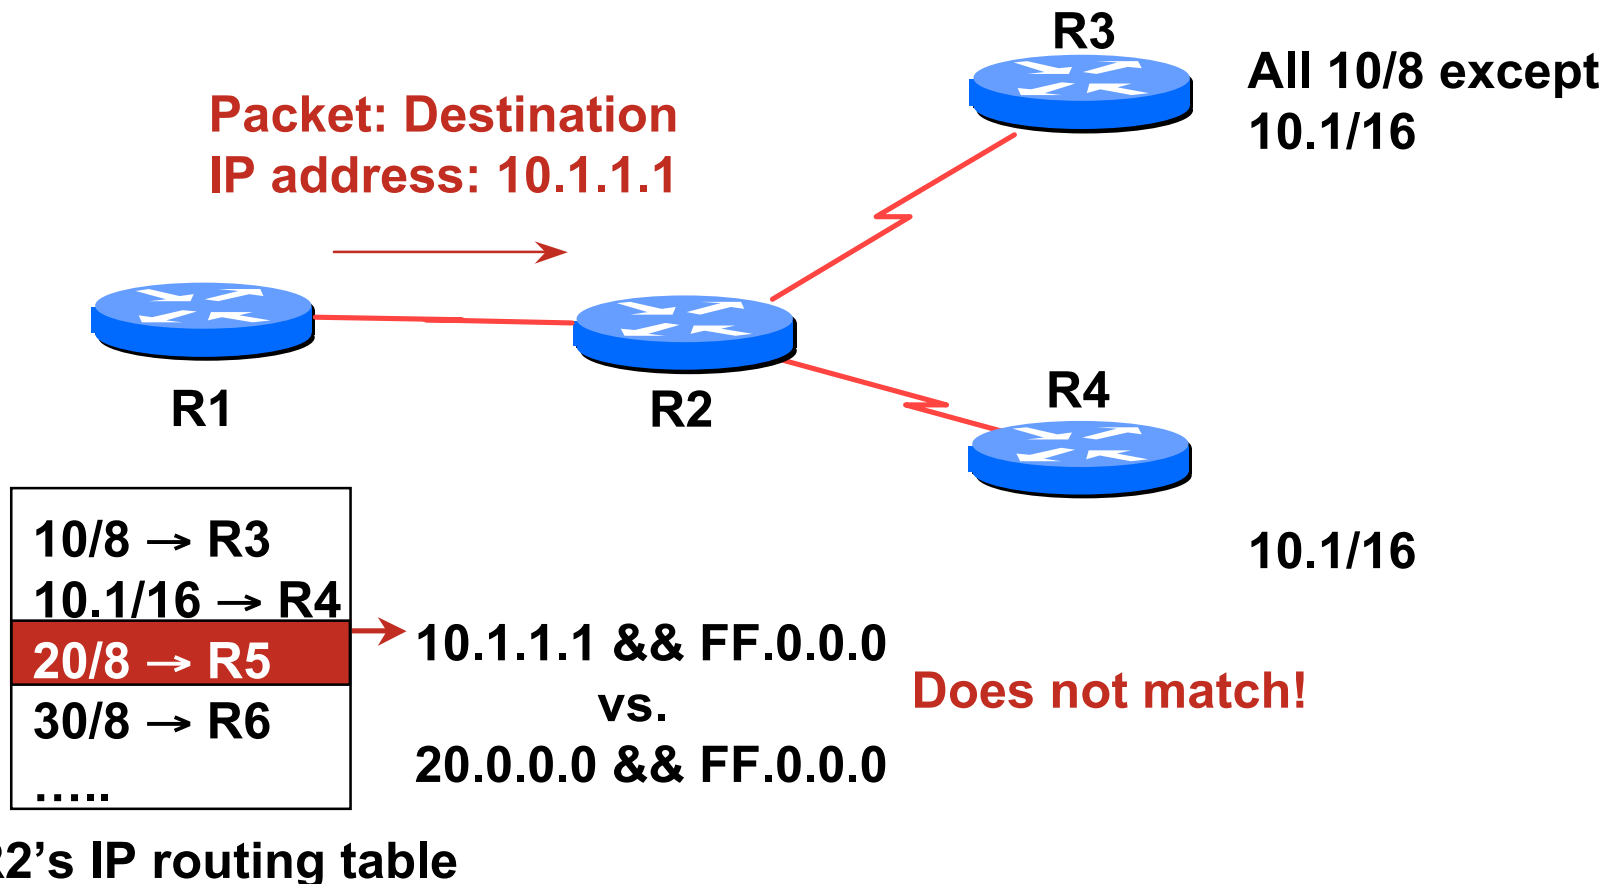 R3
All 10/8 except
10.1/16
Packet: Destination
IP address: 10.1.1.1
R1
R2
R4
10.1/16
10/8 → R3
10.1/16 → R4
20/8 → R5
30/8 → R6
…..
10.1.1.1 && FF.0.0.0
vs.
20.0.0.0 && FF.0.0.0
Does not match!
R2’s IP routing table